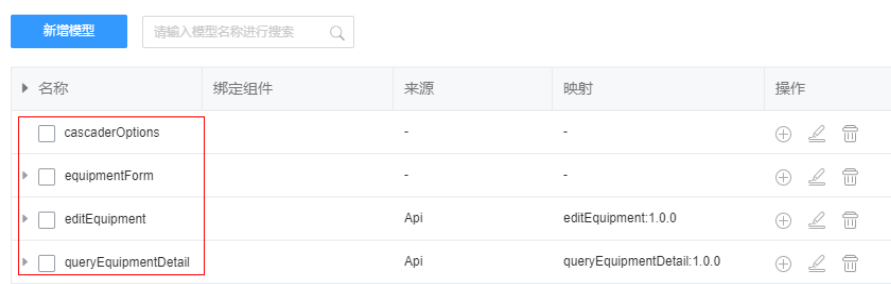 新增模型 请输入模型名称进行搜索
名称 绑定组件 来源 映射 操作
cascaderOptions - -
equipmentForm - -
editEquipment Api editEquipment:1.0.0
queryEquipmentDetail Api queryEquipmentDetail:1.0.0